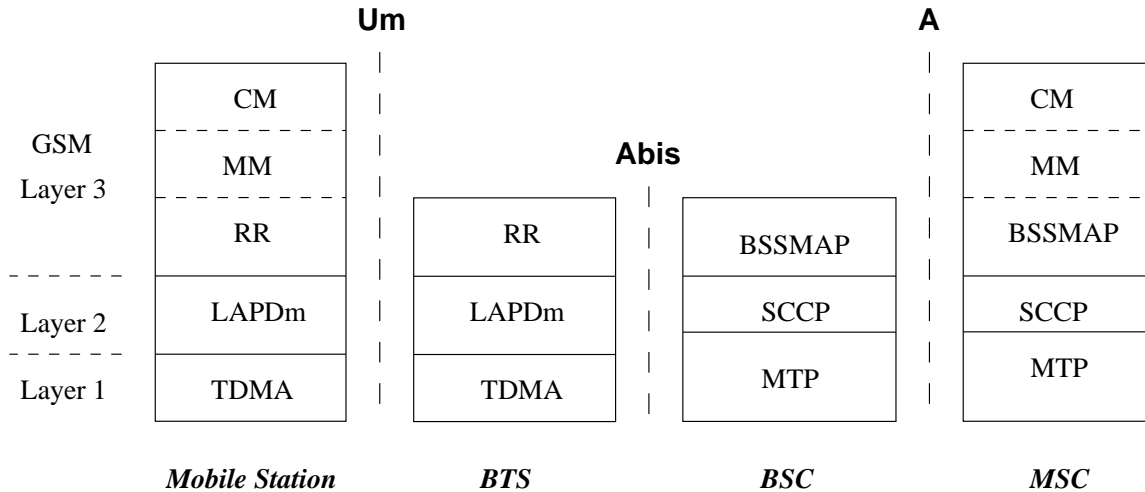 Um
A
CM
CM
GSM
Abis
MM
MM
Layer 3
RR
RR
BSSMAP
BSSMAP
Layer 2
LAPDm
LAPDm
SCCP
SCCP
Layer 1
TDMA
TDMA
MTP
MTP
Mobile Station
BTS
BSC
MSC